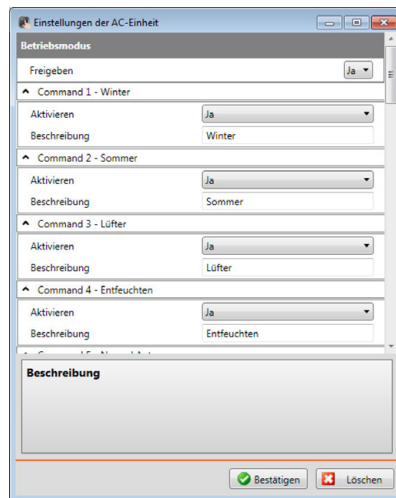 Einstellungen der AC-Einheit
Betriebsmodus
Freigeben Ja
Command 1 - Winter
Aktivieren Ja
Beschreibung Winter
Command 2 - Sommer
Aktivieren Ja
Beschreibung Sommer
Command 3 - Lüfter
Aktivieren Ja
Beschreibung Lüfter
Command 4 - Entfeuchten
Aktivieren Ja
Beschreibung Entfeuchten
Beschreibung
Bestätigen Löschen